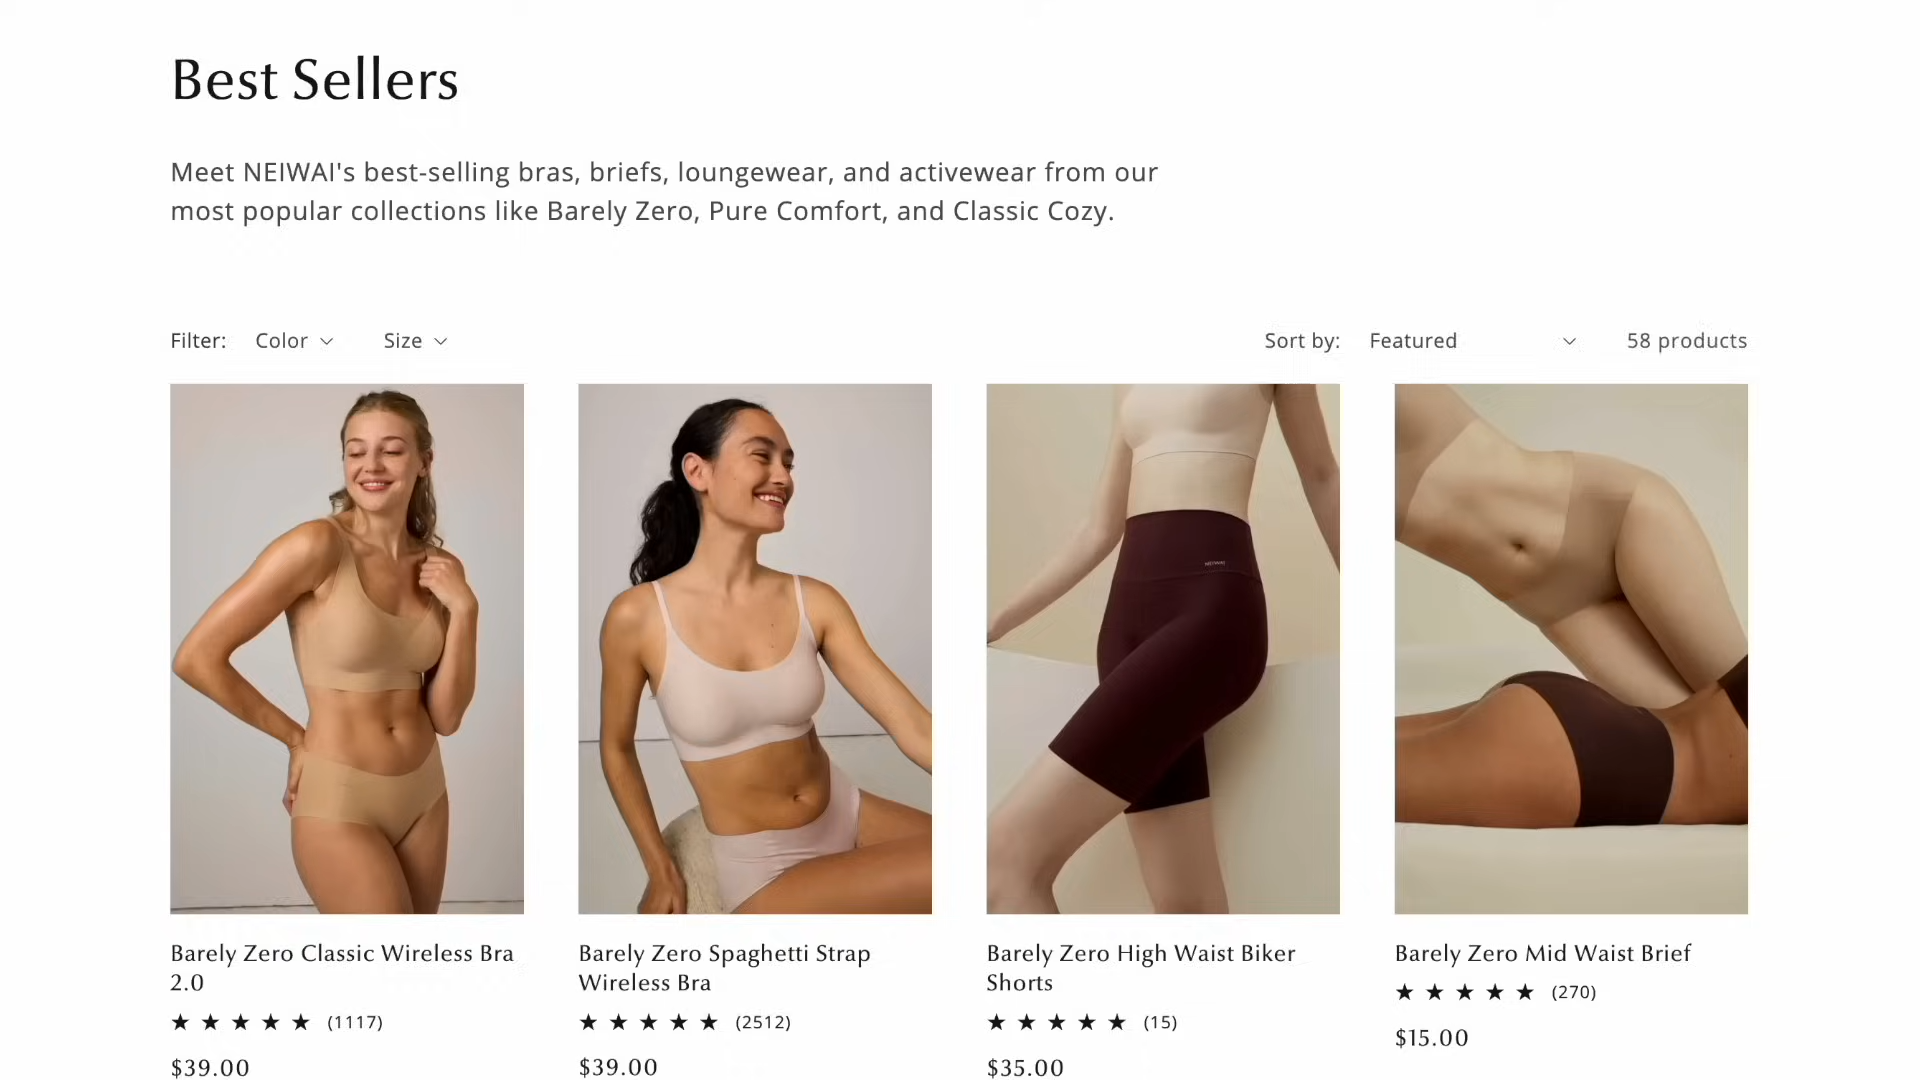 Best Sellers
Meet NEIWAI's best-selling bras, briefs, loungewear, and activewear from our
most popular collections like Barely Zero, Pure Comfort, and Classic Cozy.
Filter: Color Size Sort by: Featured 58 products
NEIWAI
Barely Zero Classic Wireless Bra
2.0
★ ★ ★ ★ ★ (1117)
$39.00
Barely Zero Spaghetti Strap
Wireless Bra
★ ★ ★ ★ ★ (2512)
$39.00
Barely Zero High Waist Biker
Shorts
★ ★ ★ ★ ★ (15)
$35.00
Barely Zero Mid Waist Brief
★ ★ ★ ★ ★ (270)
$15.00